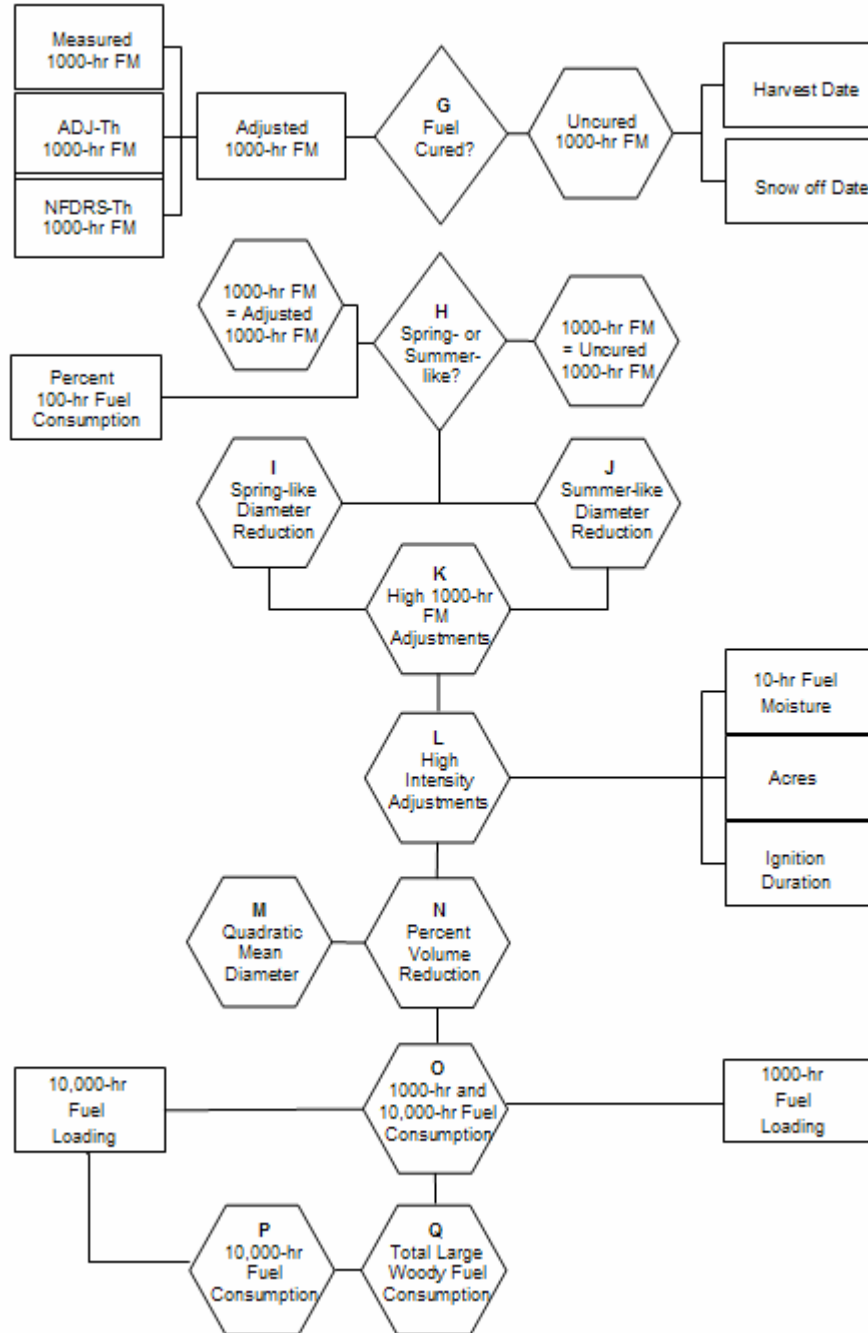 Measured
1000-hr FM
ADJ-Th
1000-hr FM
NFDRS-Th
1000-hr FM
Adjusted
1000-hr FM
G
Fuel
Cured?
Uncured
1000-hr FM
Harvest Date
Snow off Date
1000-hr FM
= Adjusted
1000-hr FM
H
Spring- or
Summer-
like?
1000-hr FM
= Uncured
1000-hr FM
Percent
100-hr Fuel
Consumption
I
Spring-like
Diameter
Reduction
J
Summer-like
Diameter
Reduction
K
High 1000-hr
FM
Adjustments
L
High
Intensity
Adjustments
10-hr Fuel
Moisture
Acres
Ignition
Duration
M
Quadratic
Mean
Diameter
N
Percent
Volume
Reduction
10,000-hr
Fuel
Loading
O
1000-hr and
10,000-hr Fuel
Consumption
1000-hr
Fuel
Loading
P
10,000-hr
Fuel
Consumption
Q
Total Large
Woody Fuel
Consumption